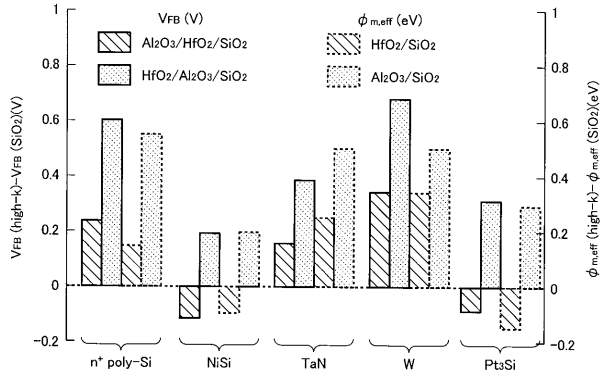 VFB (V)
ϕm,eff (eV)
Al2O3/HfO2/SiO2
HfO2/SiO2
HfO2/Al2O3/SiO2
Al2O3/SiO2
VFB (high-k)-VFB (SiO2)(V)
1
0.8
0.6
0.4
0.2
0
-0.2
1
0.8
0.6
0.4
0.2
0
-0.2
ϕm,eff (high-k)-ϕm,eff (SiO2)(eV)
n+ poly-Si
NiSi
TaN
W
Pt3Si